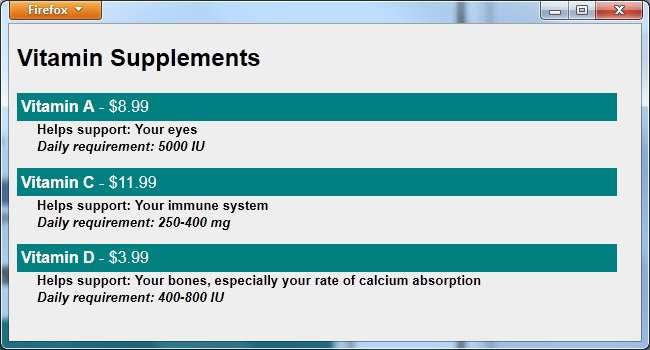 Firefox
Vitamin Supplements
Vitamin A - $8.99
Helps support: Your eyes
Daily requirement: 5000 IU
Vitamin C - $11.99
Helps support: Your immune system
Daily requirement: 250-400 mg
Vitamin D - $3.99
Helps support: Your bones, especially your rate of calcium absorption
Daily requirement: 400-800 IU